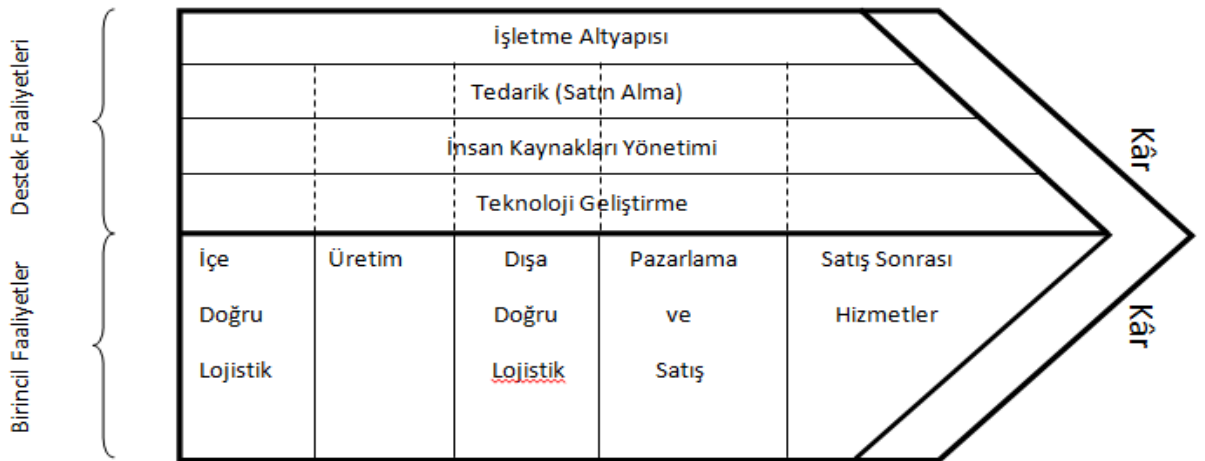 Destek Faaliyetleri
İşletme Altyapısı
Tedarik (Satın Alma)
İnsan Kaynakları Yönetimi
Teknoloji Geliştirme
Kâr
Birincil Faaliyetler
İçe
Doğru
Lojistik
Üretim
Dışa
Doğru
Lojistik
Pazarlama
ve
Satış
Satış Sonrası
Hizmetler
Kâr